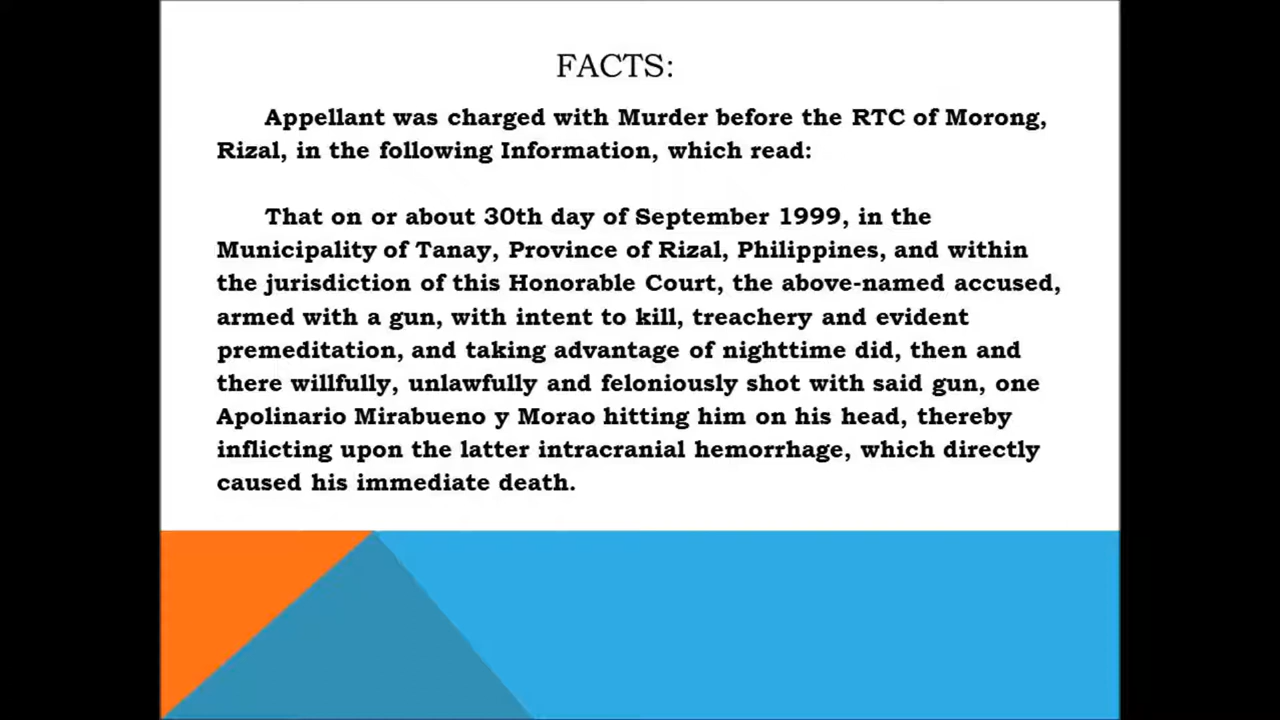 FACTS:
Appellant was charged with Murder before the RTC of Morong,
Rizal, in the following Information, which read:
That on or about 30th day of September 1999, in the
Municipality of Tanay, Province of Rizal, Philippines, and within
the jurisdiction of this Honorable Court, the above-named accused,
armed with a gun, with intent to kill, treachery and evident
premeditation, and taking advantage of nighttime did, then and
there willfully, unlawfully and feloniously shot with said gun, one
Apolinario Mirabueno y Morao hitting him on his head, thereby
inflicting upon the latter intracranial hemorrhage, which directly
caused his immediate death.